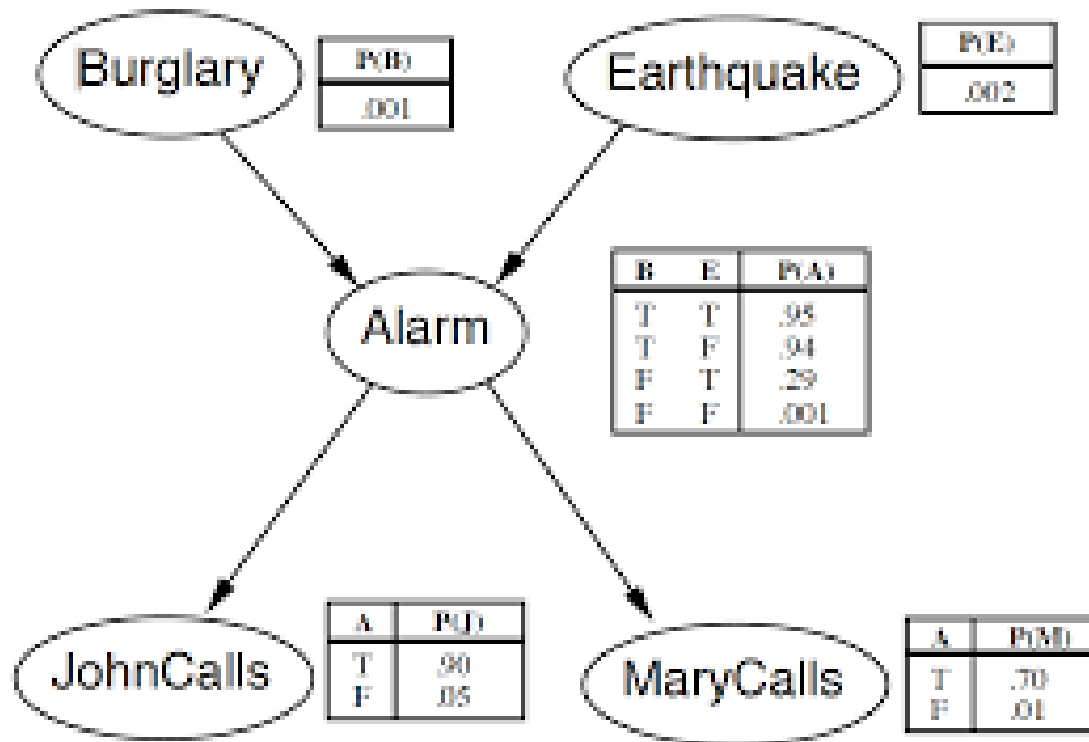 Burglary
P(B)
.001
Earthquake
P(E)
.002
Alarm
B E P(A)
T T .95
T F .94
F T .29
F F .001
JohnCalls
A P(J)
T .90
F .05
MaryCalls
A P(M)
T .70
F .01